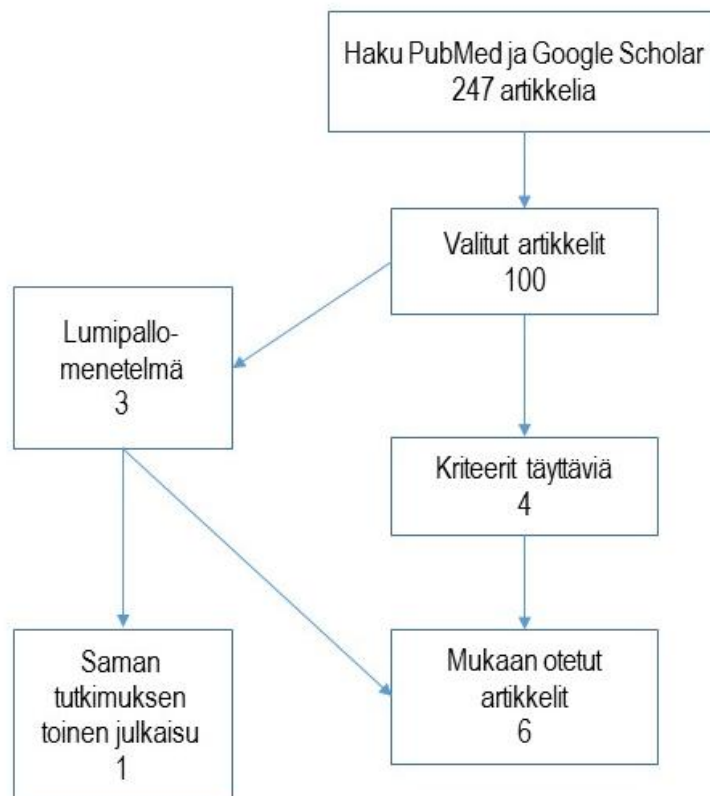 Haku PubMed ja Google Scholar
247 artikkelia
Valitut artikkelit
100
Lumipallo-
menetelmä
3
Kriteerit täyttäviä
4
Saman
tutkimuksen
toinen julkaisu
1
Mukaan otetut
artikkelit
6